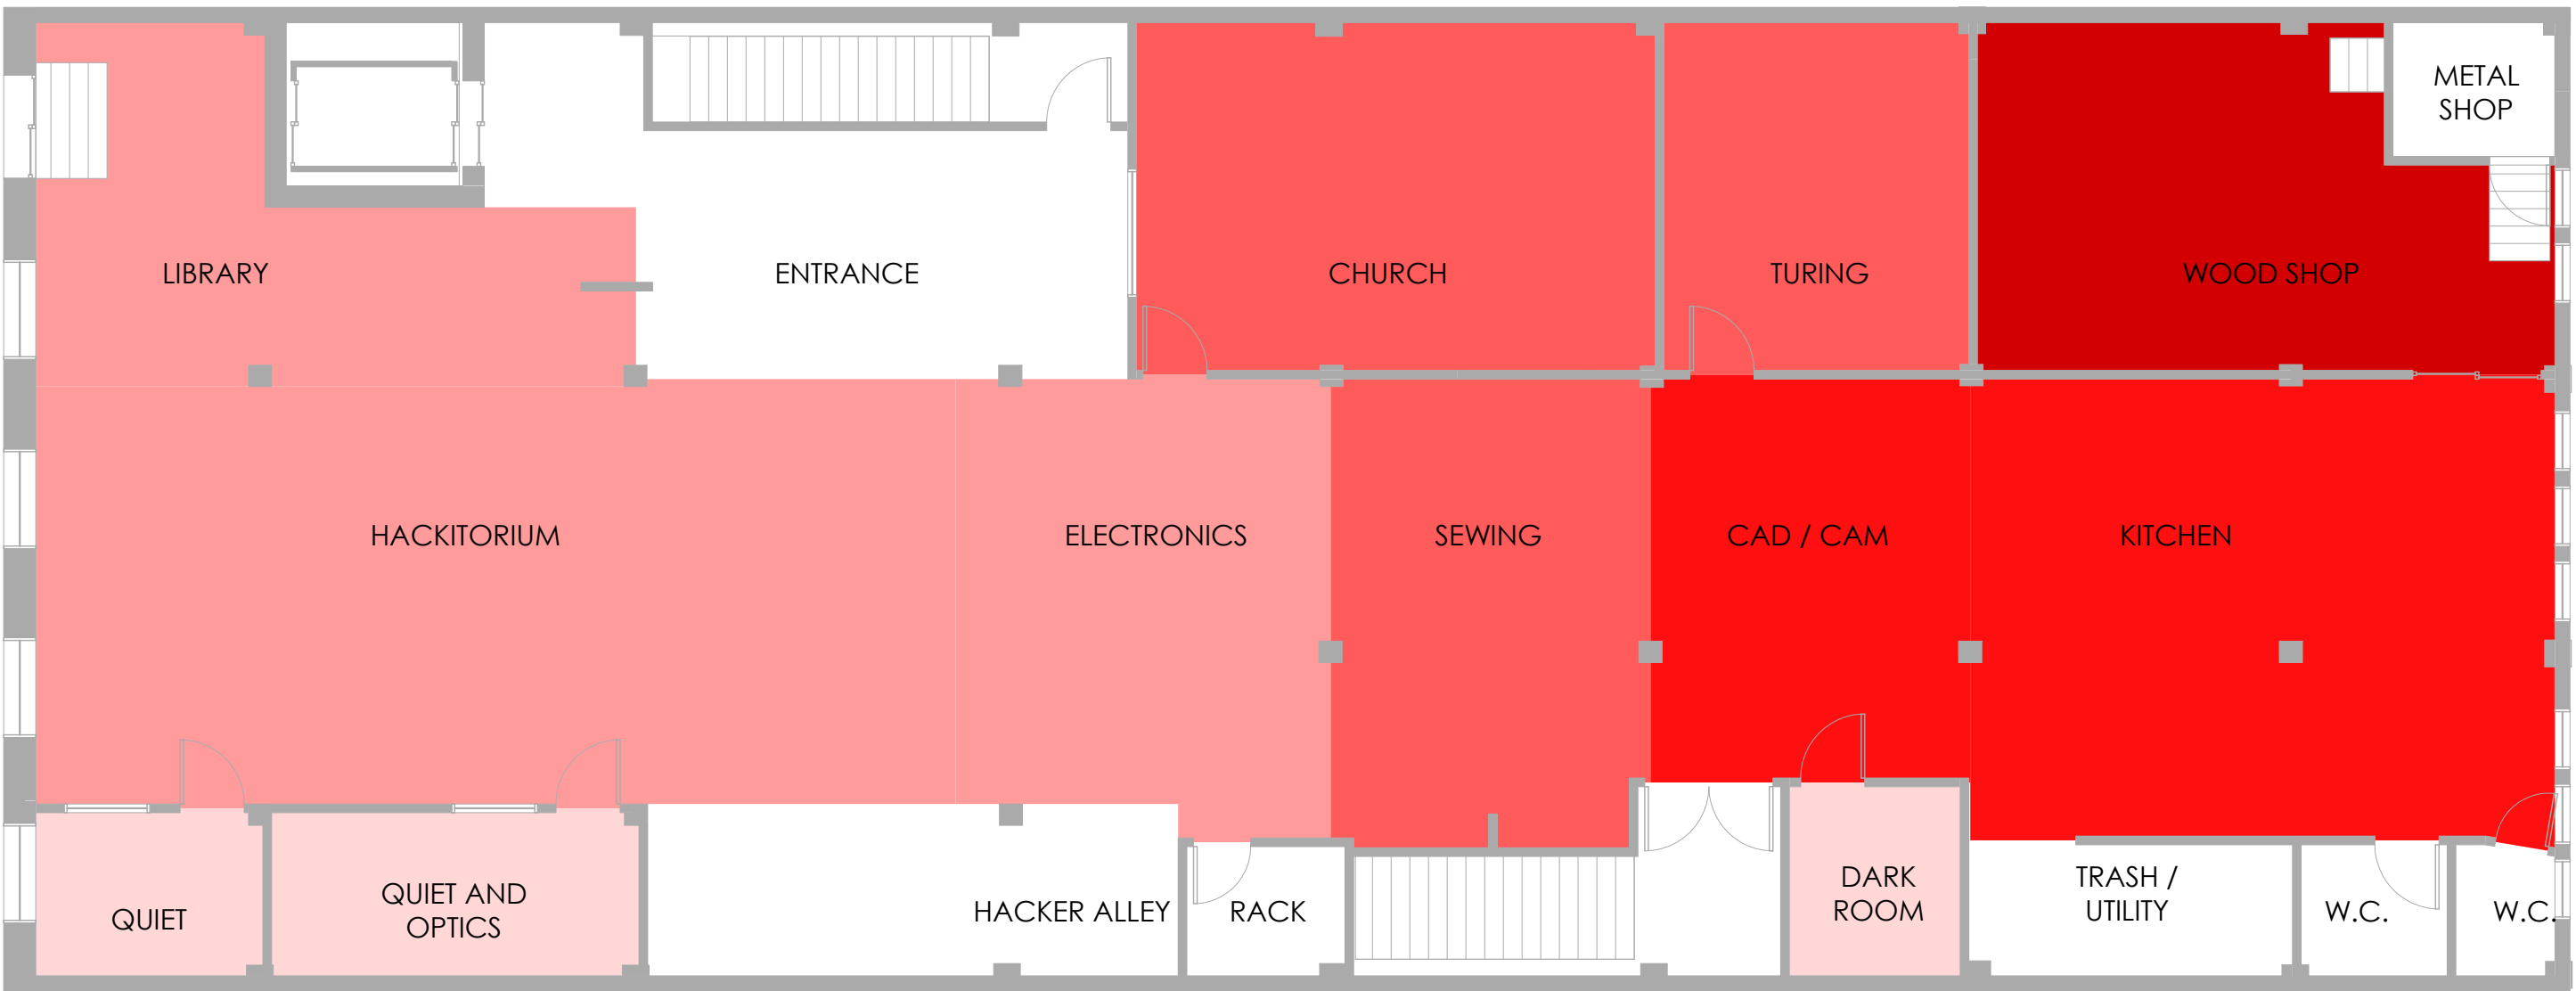 METAL
SHOP
LIBRARY
ENTRANCE
CHURCH
TURING
WOOD SHOP
HACKITORIUM
ELECTRONICS
SEWING
CAD / CAM
KITCHEN
QUIET
QUIET AND
OPTICS
HACKER ALLEY
RACK
DARK
ROOM
TRASH /
UTILITY
W.C.
W.C.